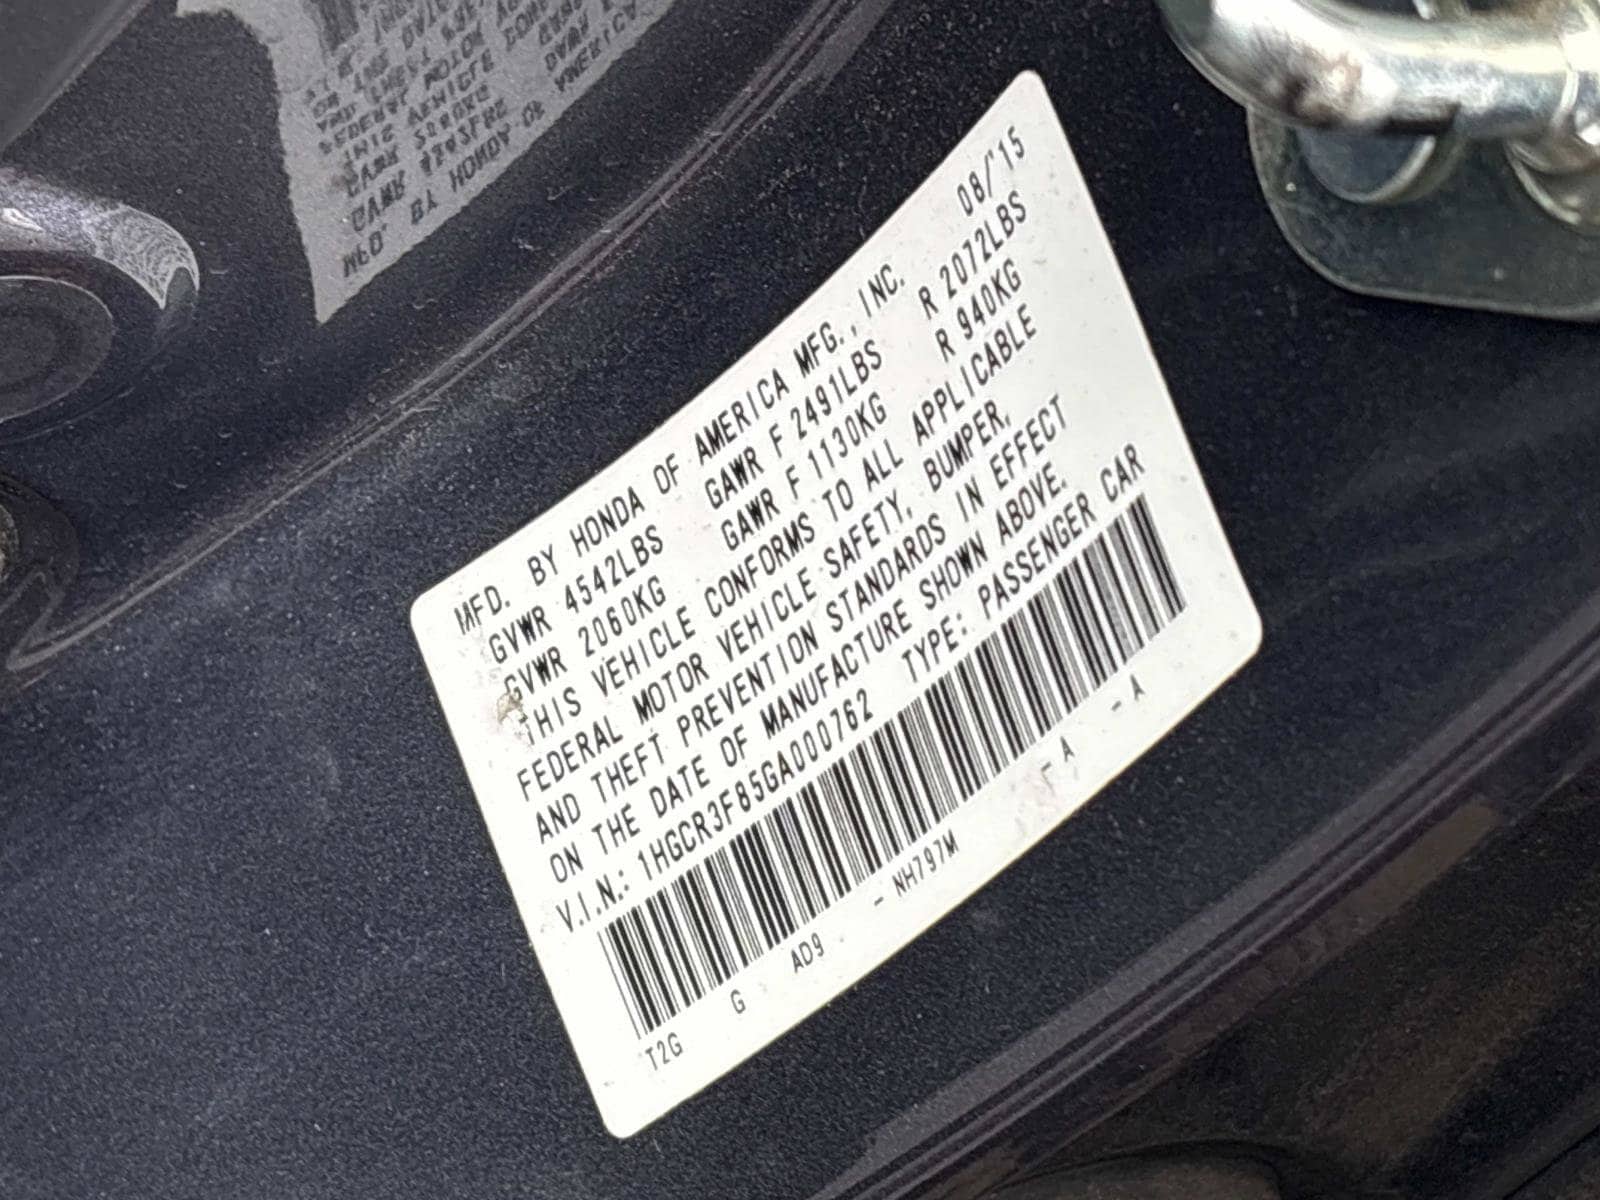 MFD. BY HONDA OF AMERICA MFG., INC. 08/'15
GVWR 4542LBS GAWR F 2491LBS R 2072LBS
GVWR 2060KG GAWR F 1130KG R 940KG
THIS VEHICLE CONFORMS TO ALL APPLICABLE
FEDERAL MOTOR VEHICLE SAFETY, BUMPER,
AND THEFT PREVENTION STANDARDS IN EFFECT
ON THE DATE OF MANUFACTURE SHOWN ABOVE.
V.I.N.: 1HGCR3F85GA000762 TYPE: PASSENGER CAR
T2G G AD9 - NH797M - A - A